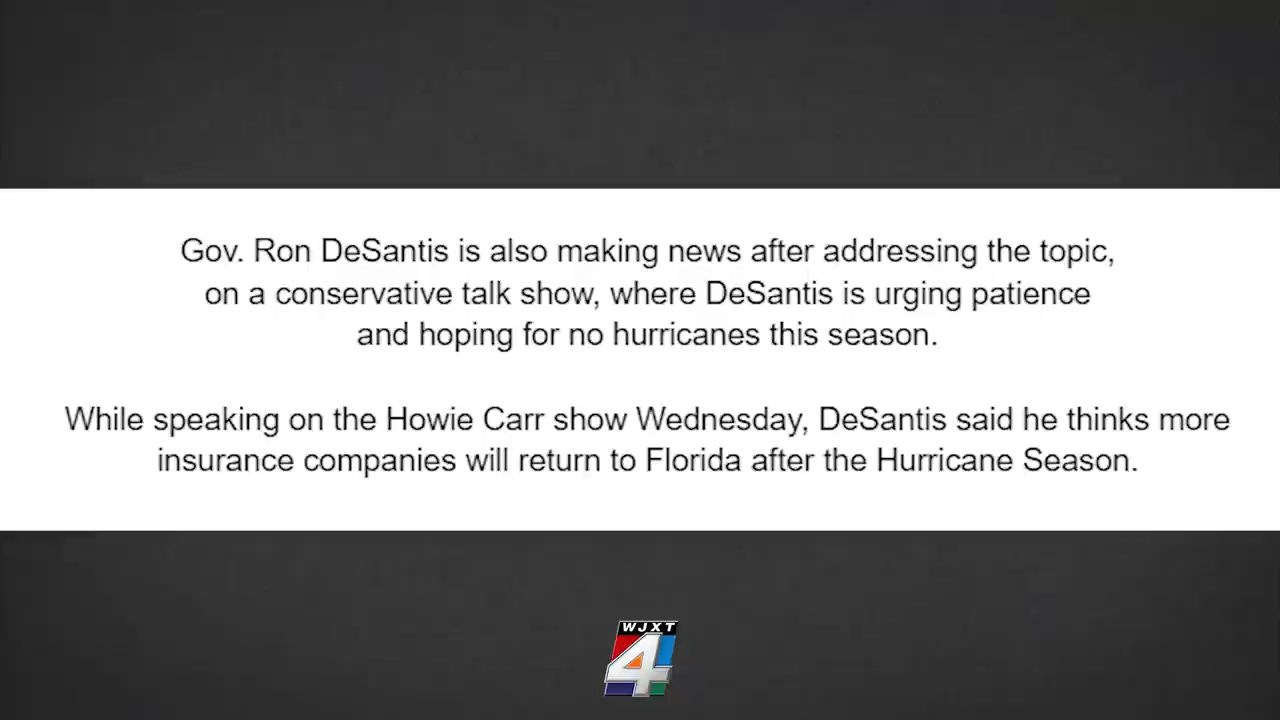 Gov. Ron DeSantis is also making news after addressing the topic,
on a conservative talk show, where DeSantis is urging patience
and hoping for no hurricanes this season.
While speaking on the Howie Carr show Wednesday, DeSantis said he thinks more
insurance companies will return to Florida after the Hurricane Season.
WJXT
4